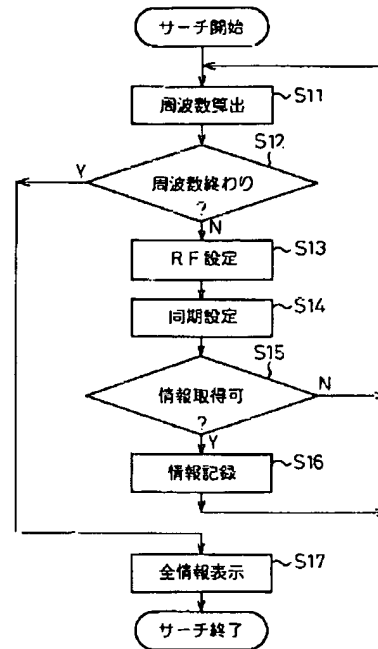 サーチ開始
周波数算出
S11
S12
Y
周波数終わり
?
N
RF設定
S13
同期設定
S14
S15
情報取得可
N
?
Y
情報記録
S16
全情報表示
S17
サーチ終了